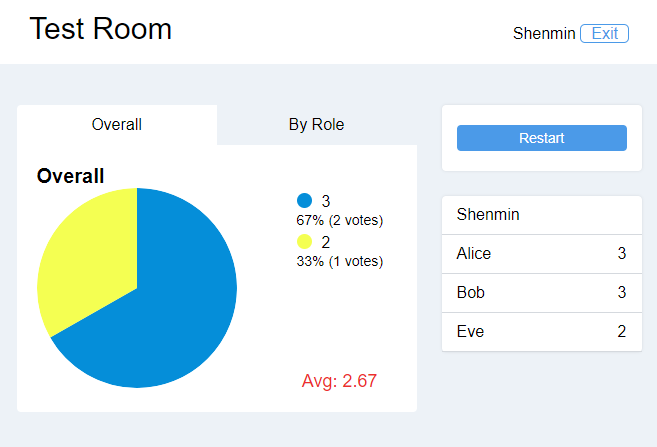 Test Room
Shenmin Exit
Overall
By Role
Overall
3
67% (2 votes)
2
33% (1 votes)
Avg: 2.67
Restart
Shenmin
Alice 3
Bob 3
Eve 2